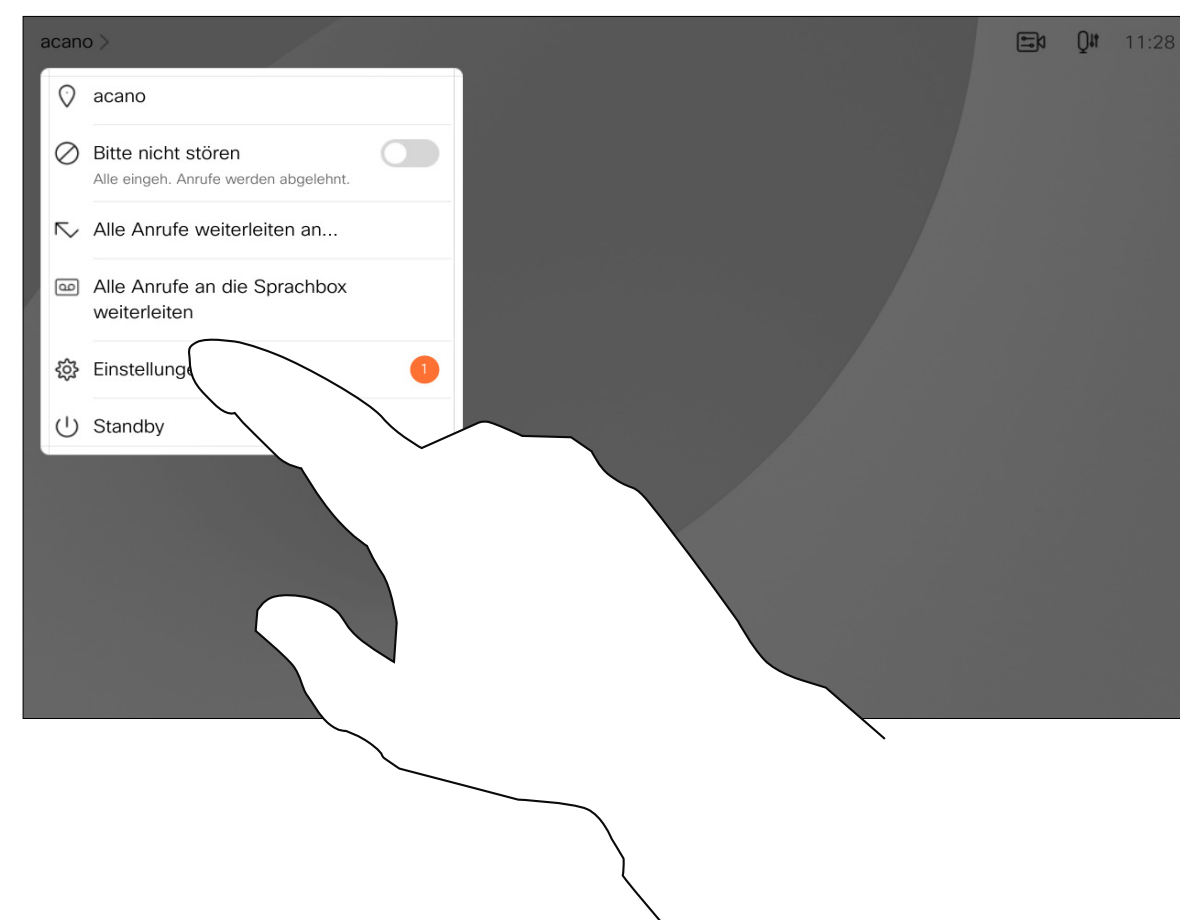 acano >
11:28
acano
Bitte nicht stören
Alle eingeh. Anrufe werden abgelehnt.
Alle Anrufe weiterleiten an...
Alle Anrufe an die Sprachbox
weiterleiten
Einstellunge
1
Standby